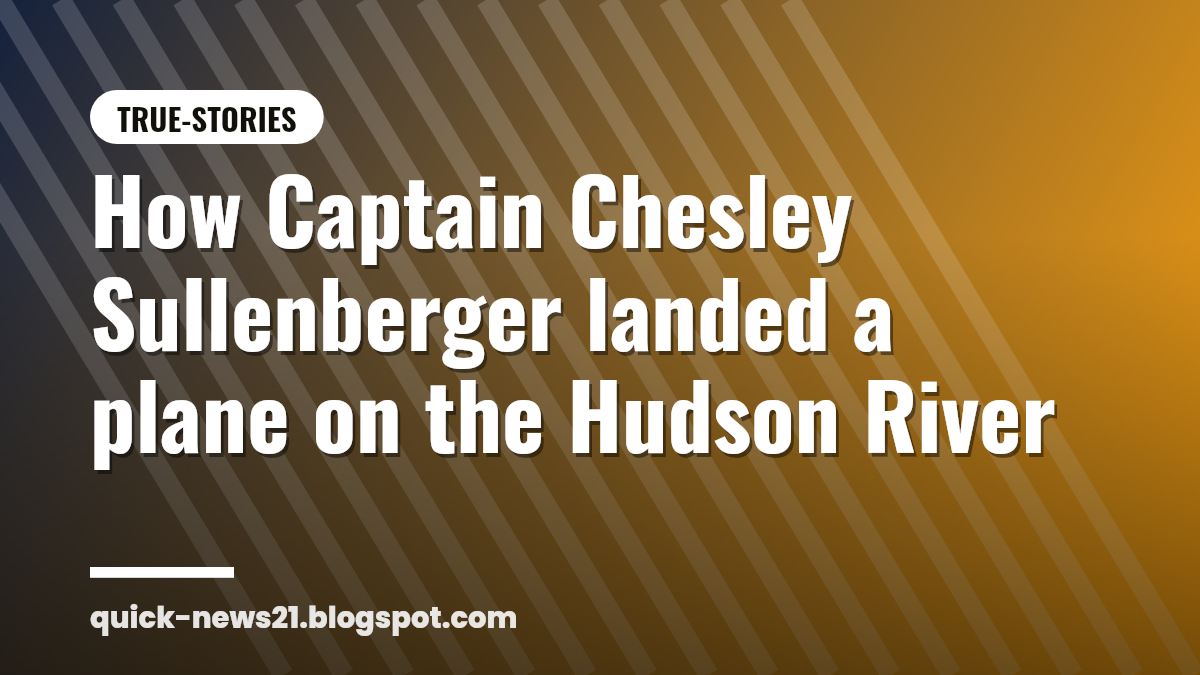 TRUE-STORIES
How Captain Chesley
Sullenberger landed a
plane on the Hudson River
quick-news21.blogspot.com